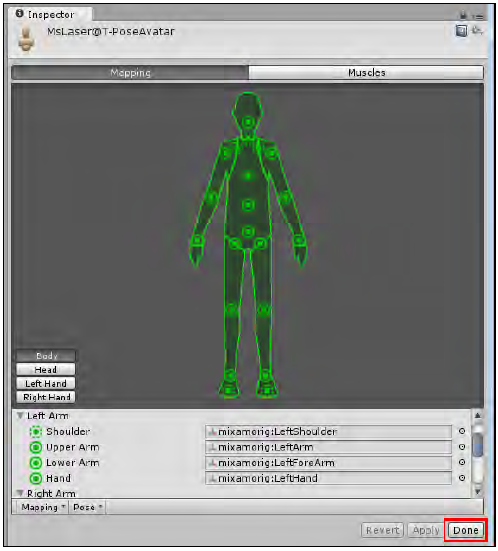 Inspector
MsLaser@T-PoseAvatar
Mapping Muscles
Body
Head
Left Hand
Right Hand
Left Arm
Shoulder mixamorig:LeftShoulder
Upper Arm mixamorig:LeftArm
Lower Arm mixamorig:LeftForeArm
Hand mixamorig:LeftHand
Right Arm
Mapping Pose
Revert Apply Done